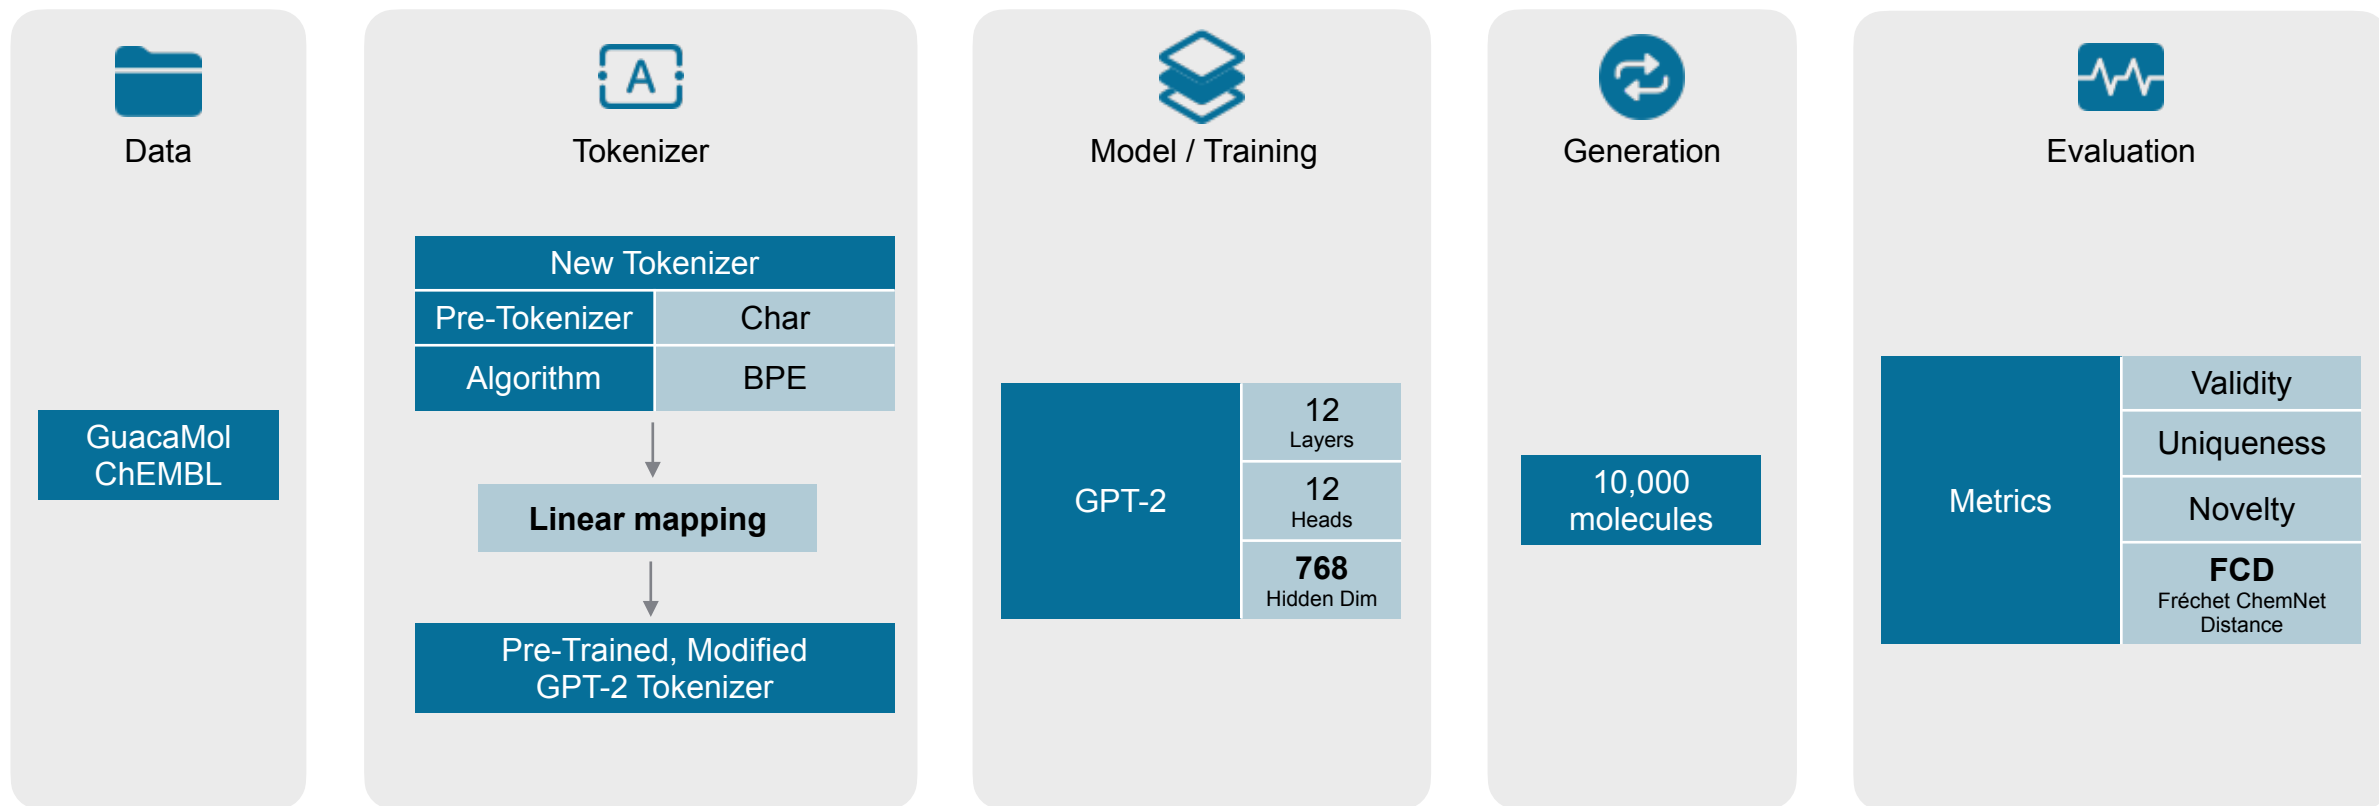 Data
GuacaMol
ChEMBL
A
Tokenizer
New Tokenizer
Pre-Tokenizer
Char
Algorithm
BPE
Linear mapping
Pre-Trained, Modified
GPT-2 Tokenizer
Model / Training
GPT-2
12
Layers
12
Heads
768
Hidden Dim
Generation
10,000
molecules
Evaluation
Metrics
Validity
Uniqueness
Novelty
FCD
Fréchet ChemNet
Distance